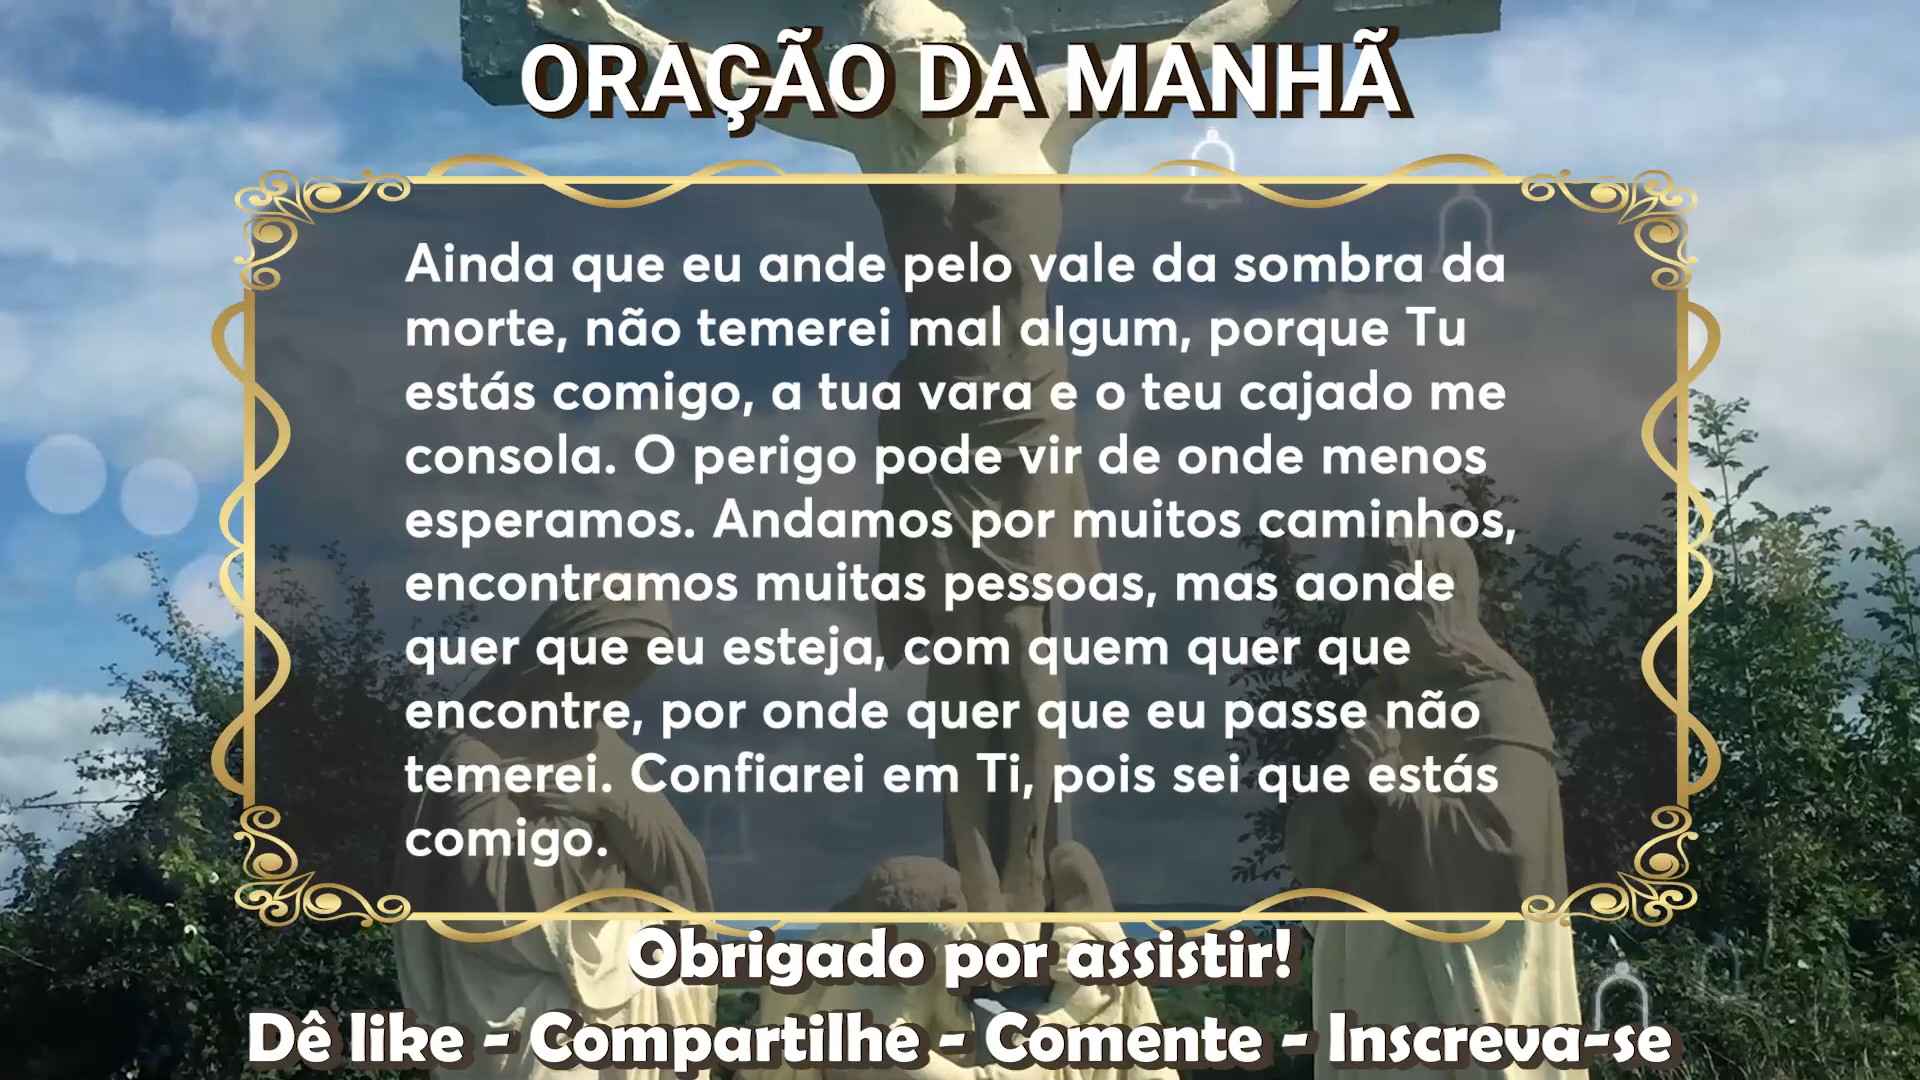 ORAÇÃO DA MANHÃ
Ainda que eu ande pelo vale da sombra da
morte, não temerei mal algum, porque Tu
estás comigo, a tua vara e o teu cajado me
consola. O perigo pode vir de onde menos
esperamos. Andamos por muitos caminhos,
encontramos muitas pessoas, mas aonde
quer que eu esteja, com quem quer que
encontre, por onde quer que eu passe não
temerei. Confiarei em Ti, pois sei que estás
comigo.
Obrigado por assistir!
Dê like - Compartilhe - Comente - Inscreva-se